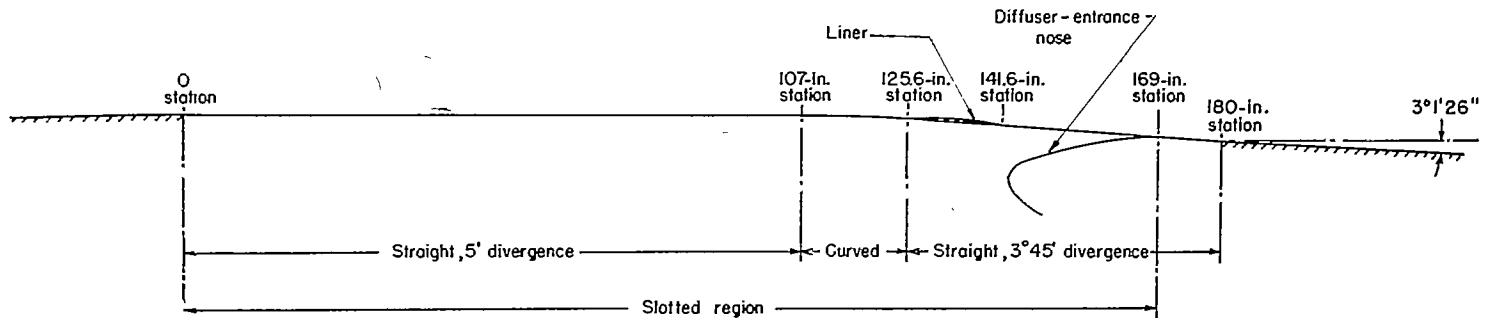 Diffuser-entrance-
nose
Liner
0
station
107-in.
station
125.6-in.
station
141.6-in.
station
169-in.
station
180-in.
station
3°1'26"
Straight, 5' divergence
Curved
Straight, 3°45' divergence
Slotted region